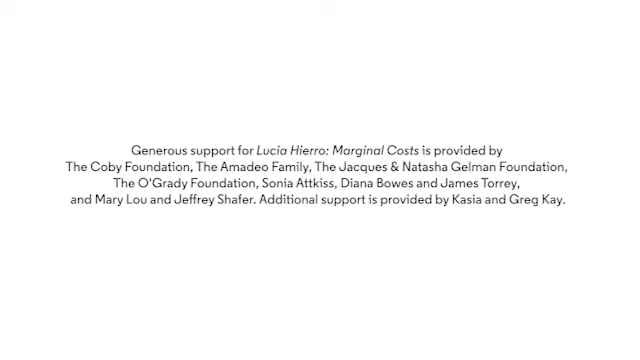 Generous support for Lucia Hierro: Marginal Costs is provided by
The Coby Foundation, The Amadeo Family, The Jacques & Natasha Gelman Foundation,
The O'Grady Foundation, Sonia Attkiss, Diana Bowes and James Torrey,
and Mary Lou and Jeffrey Shafer. Additional support is provided by Kasia and Greg Kay.